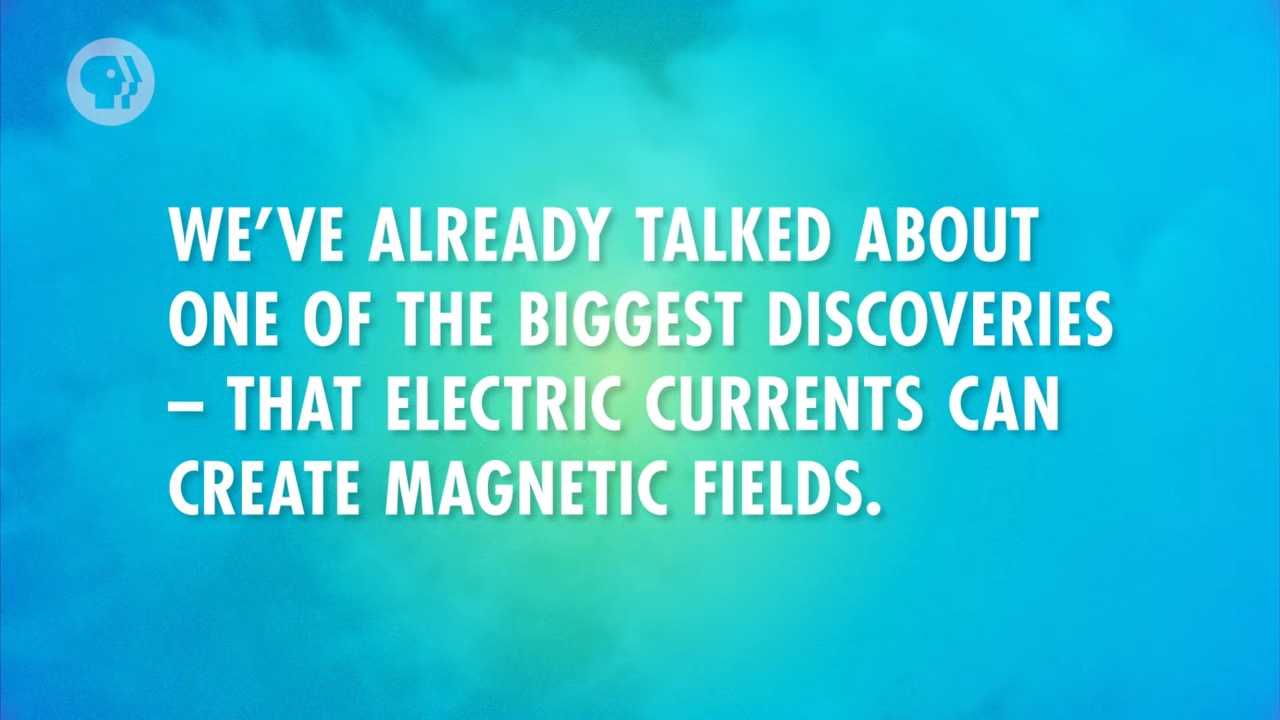 WE’VE ALREADY TALKED ABOUT
ONE OF THE BIGGEST DISCOVERIES
– THAT ELECTRIC CURRENTS CAN
CREATE MAGNETIC FIELDS.